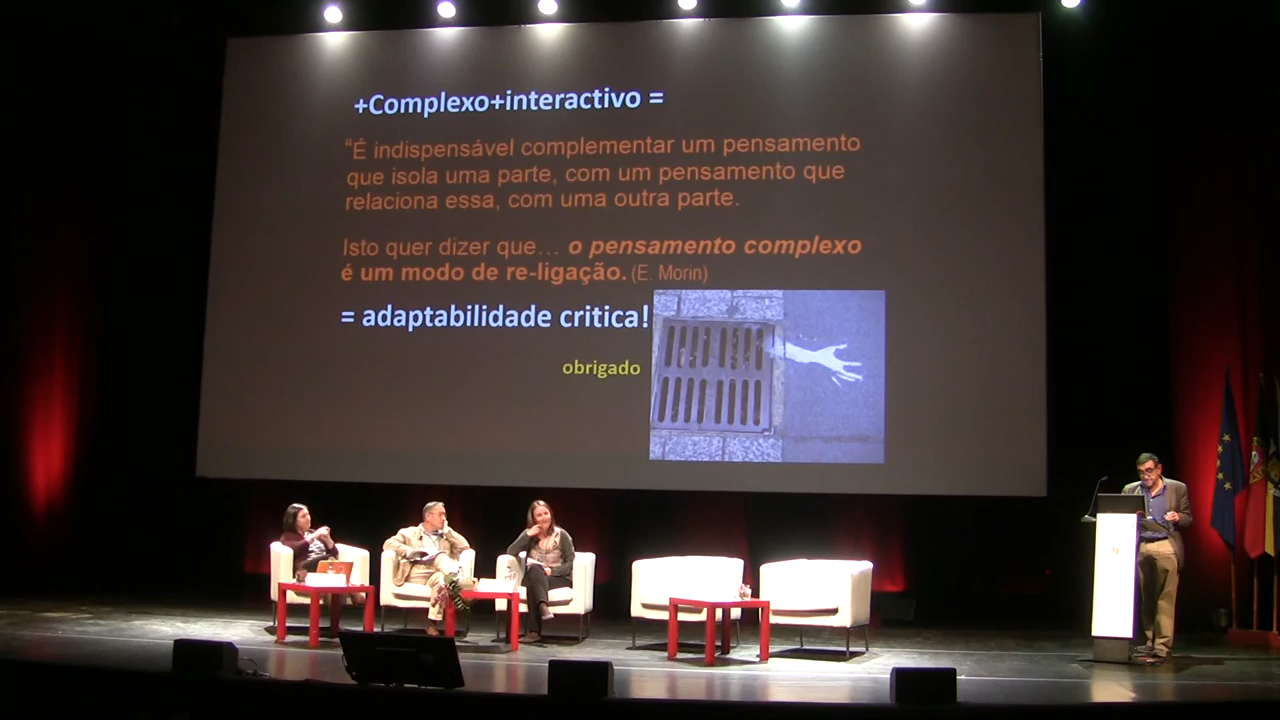 +Complexo+interactivo =
“É indispensável complementar um pensamento
que isola uma parte, com um pensamento que
relaciona essa, com uma outra parte.
Isto quer dizer que… o pensamento complexo
é um modo de re-ligação. (E. Morin)
= adaptabilidade critica!
obrigado